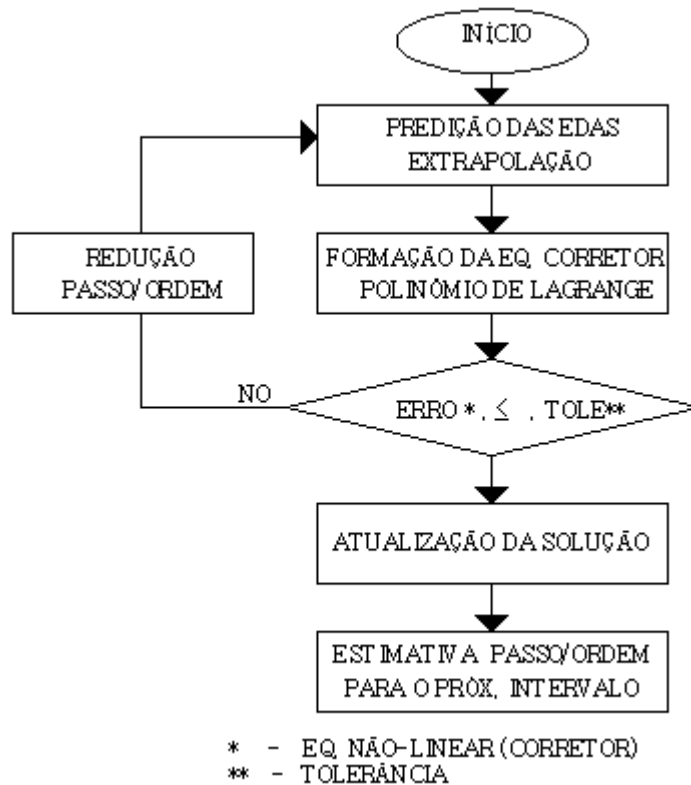 INÍCIO
PREDIÇÃO DAS EDAS
EXTRAPOLAÇÃO
REDUÇÃO
PASSO/ORDEM
FORMAÇÃO DA EQ. CORRETOR
POLINÔMIO DE LAGRANGE
NO
ERRO *. ≤ . TOLE**
ATUALIZAÇÃO DA SOLUÇÃO
ESTIMATIVA PASSO/ORDEM
PARA O PRÓX. INTERVALO
* - EQ. NÃO-LINEAR (CORRETOR)
** - TOLERÂNCIA